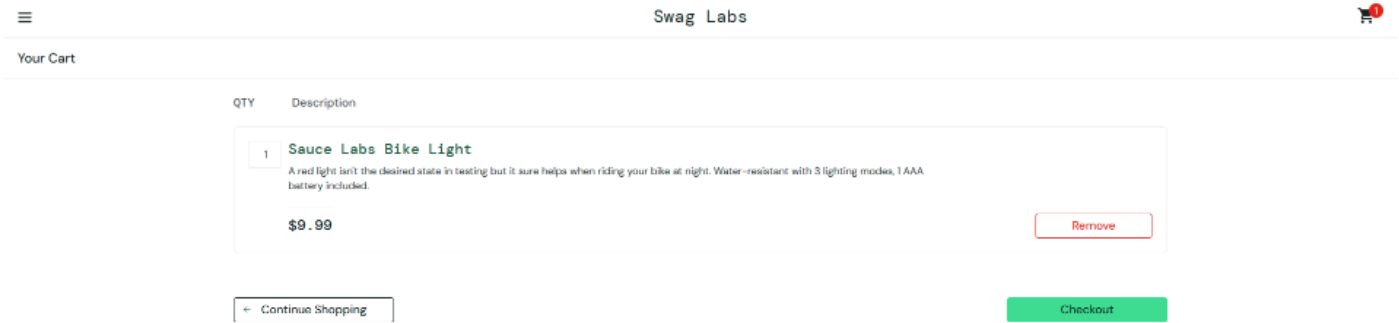 Swag Labs
1
Your Cart
QTY Description
1
Sauce Labs Bike Light
A red light isn't the desired state in testing but it sure helps when riding your bike at night. Water-resistant with 3 lighting modes, 1 AAA
battery included.
$9.99
Remove
← Continue Shopping
Checkout